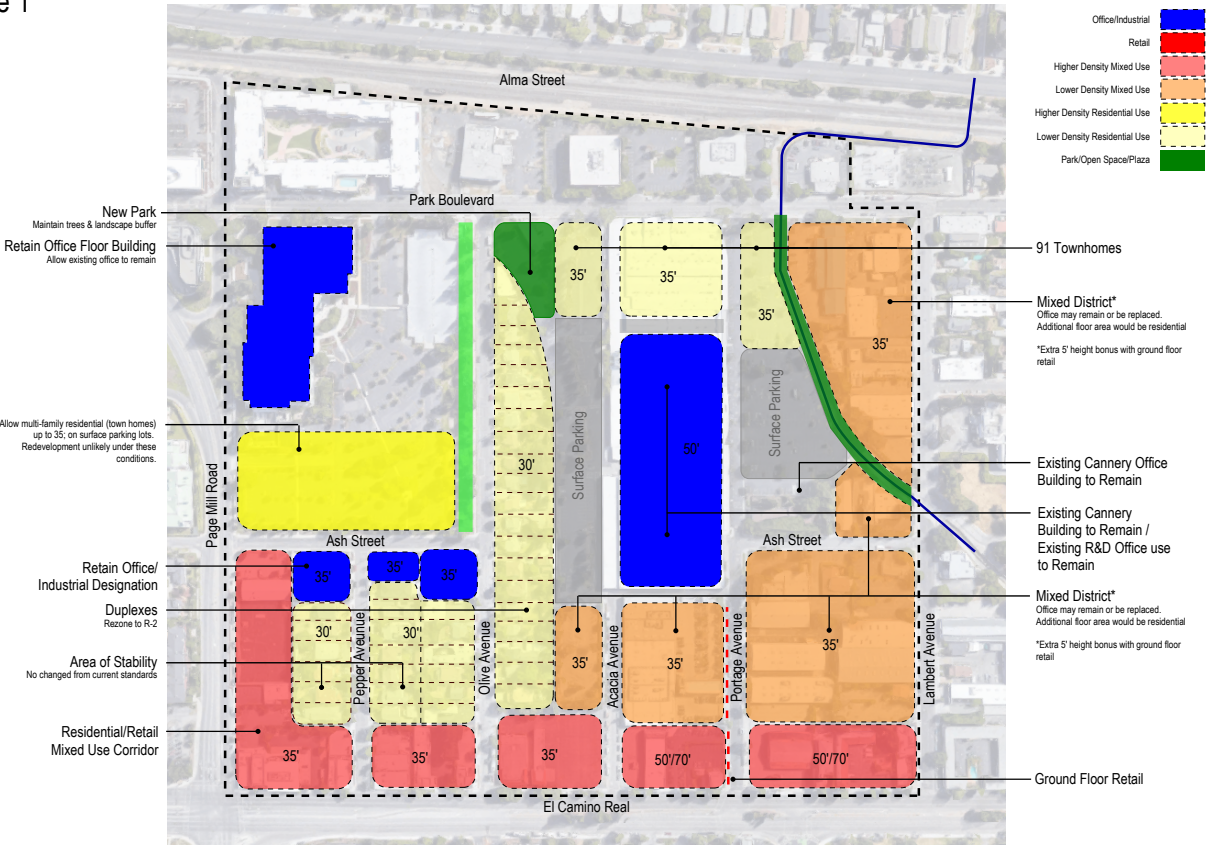 Office/Industrial
Retail
Higher Density Mixed Use
Lower Density Mixed Use
Higher Density Residential Use
Lower Density Residential Use
Park/Open Space/Plaza
Alma Street
Park Boulevard
New Park
Maintain trees & landscape buffer
Retain Office Floor Building
Allow existing office to remain
35'
35'
35'
35'
91 Townhomes
Mixed District*
Office may remain or be replaced.
Additional floor area would be residential
*Extra 5' height bonus with ground floor
retail
Allow multi-family residential (town homes)
up to 35; on surface parking lots.
Redevelopment unlikely under these
conditions.
Page Mill Road
30'
Surface Parking
50'
Surface Parking
Existing Cannery Office
Building to Remain
Existing Cannery
Building to Remain /
Existing R&D Office use
to Remain
Ash Street
Ash Street
Retain Office/
Industrial Designation
35'
35'
35'
Duplexes
Rezone to R-2
30'
30'
Area of Stability
No changed from current standards
Pepper Aveunue
Olive Avenue
35'
Acacia Avenue
35'
Portage Avenue
35'
Lambert Avenue
Mixed District*
Office may remain or be replaced.
Additional floor area would be residential
*Extra 5' height bonus with ground floor
retail
Residential/Retail
Mixed Use Corridor
35'
35'
35'
50'/70'
50'/70'
Ground Floor Retail
El Camino Real